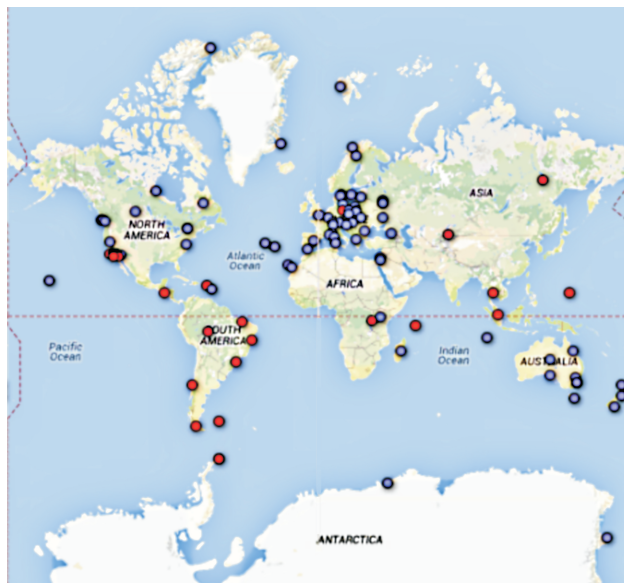 ASIA
NORTH
AMERICA
Atlantic
Ocean
AFRICA
SOUTH
AMERICA
Pacific
Ocean
Indian
Ocean
AUSTRALIA
ANTARCTICA